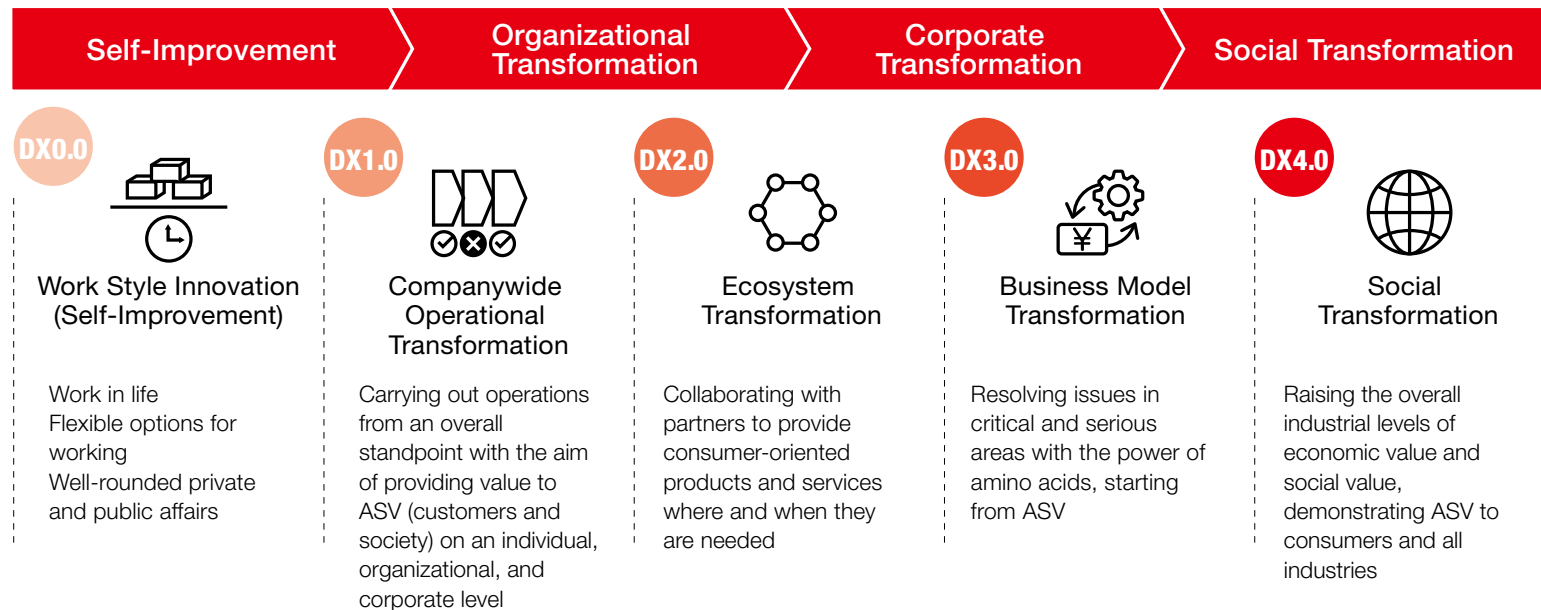 Self-Improvement
Organizational
Transformation
Corporate
Transformation
Social Transformation
DX0.0
Work Style Innovation
(Self-Improvement)
Work in life
Flexible options for
working
Well-rounded private
and public affairs
DX1.0
Companywide
Operational
Transformation
Carrying out operations
from an overall
standpoint with the aim
of providing value to
ASV (customers and
society) on an individual,
organizational, and
corporate level
DX2.0
Ecosystem
Transformation
Collaborating with
partners to provide
consumer-oriented
products and services
where and when they
are needed
DX3.0
¥
Business Model
Transformation
Resolving issues in
critical and serious
areas with the power of
amino acids, starting
from ASV
DX4.0
Social
Transformation
Raising the overall
industrial levels of
economic value and
social value,
demonstrating ASV to
consumers and all
industries